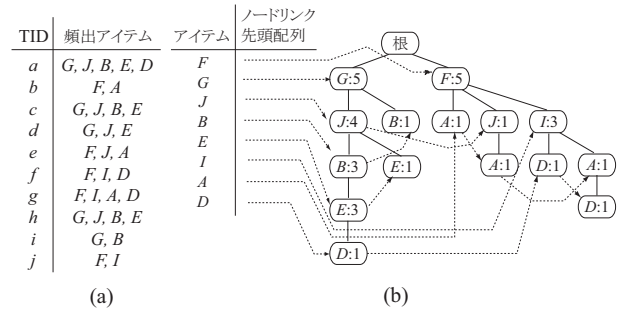 TID 頻出アイテム
a G, J, B, E, D
b F, A
c G, J, B, E
d G, J, E
e F, J, A
f F, I, D
g F, I, A, D
h G, J, B, E
i G, B
j F, I
(a)
アイテム
ノードリンク
先頭配列
F
G
J
B
E
I
A
D
根
G:5 F:5
J:4 B:1 A:1 J:1 I:3
B:3 E:1 A:1 D:1 A:1
E:3 D:1
D:1
(b)